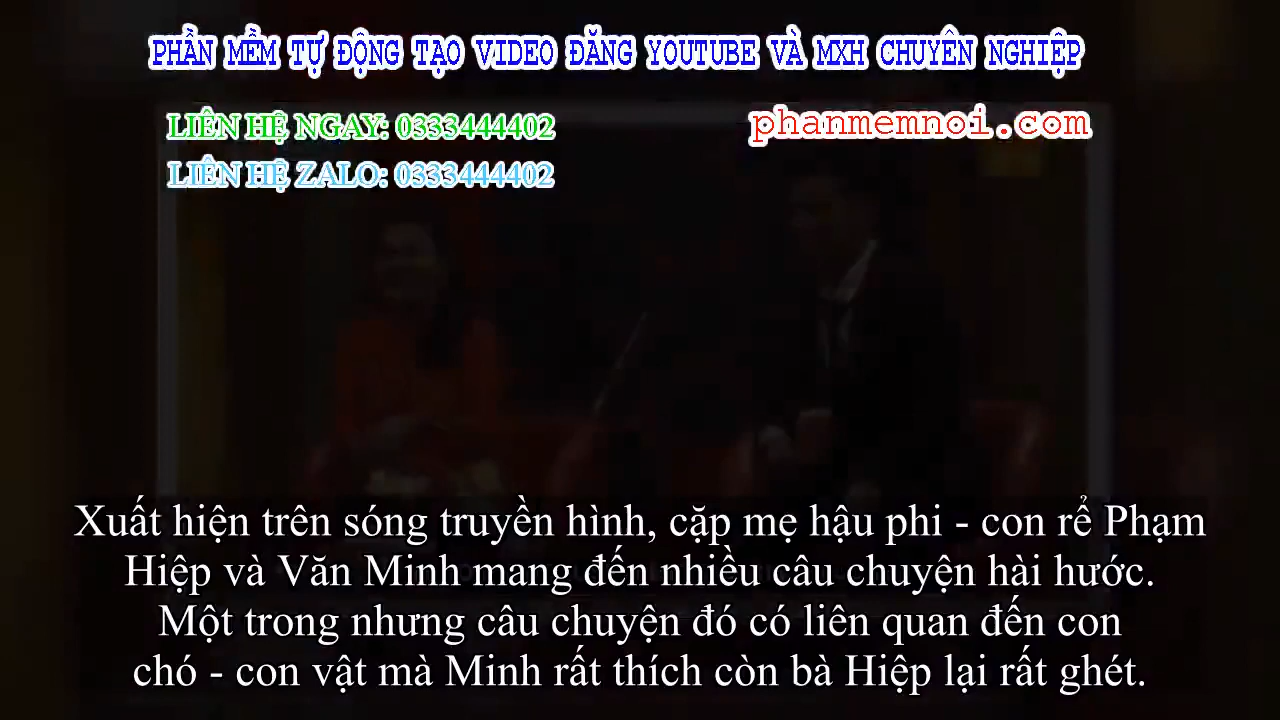 PHẦN MỀM TỰ ĐỘNG TẠO VIDEO ĐĂNG YOUTUBE VÀ MXH CHUYÊN NGHIỆP
LIÊN HỆ NGAY: 0333444402
phanmemnoi.com
LIÊN HỆ ZALO: 0333444402
Xuất hiện trên sóng truyền hình, cặp mẹ hậu phi - con rể Phạm
Hiệp và Văn Minh mang đến nhiều câu chuyện hài hước.
Một trong nhưng câu chuyện đó có liên quan đến con
chó - con vật mà Minh rất thích còn bà Hiệp lại rất ghét.